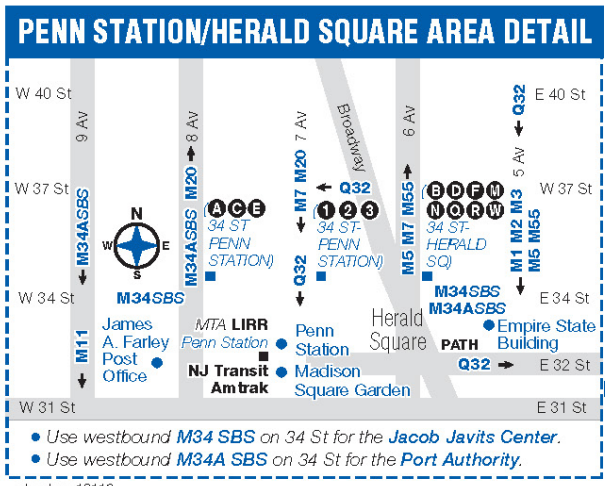 PENN STATION/HERALD SQUARE AREA DETAIL
W 40 St
E 40 St
9 Av
8 Av
7 Av
Broadway
6 Av
5 Av
Q32
M20
M7 M20
Q32
W 37 St
W 37 St
M34ASBS
M34ASBS
A C E
34 ST
PENN
STATION)
1 2 3
34 ST-
PENN
STATION)
M5 M7 M55
B D F M
N Q R W
34 ST-
HERALD
SQ)
M1 M2 M3
M5 M55
N
W E
S
Q32
W 34 St
M34SBS
M34SBS
M34ASBS
E 34 St
M11
James
A. Farley
Post
Office
MTA LIRR
Penn Station
NJ Transit
Amtrak
Penn
Station
Madison
Square Garden
Herald
Square
PATH
Empire State
Building
Q32
E 32 St
W 31 St
E 31 St
• Use westbound M34 SBS on 34 St for the Jacob Javits Center.
• Use westbound M34A SBS on 34 St for the Port Authority.